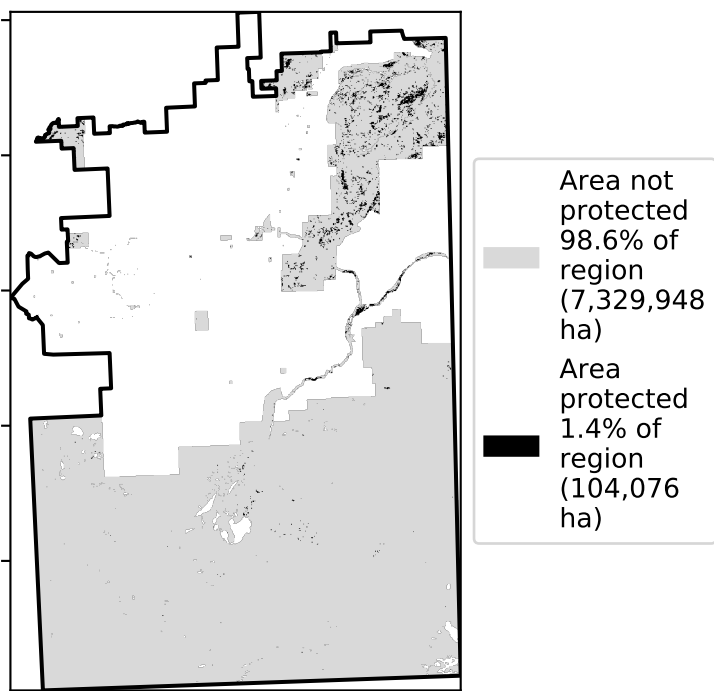 Area not
protected
98.6% of
region
(7,329,948
ha)
Area
protected
1.4% of
region
(104,076
ha)